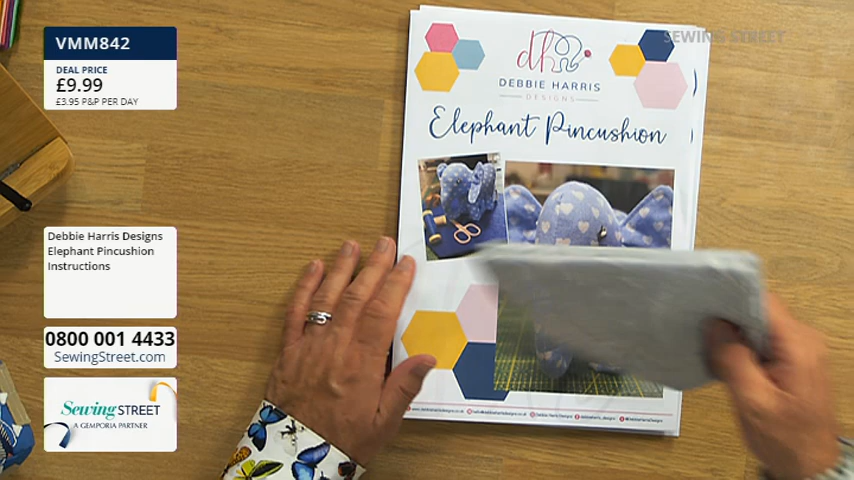 VMM842
DEAL PRICE
£9.99
£3.95 P&P PER DAY
Debbie Harris Designs
Elephant Pincushion
Instructions
0800 001 4433
SewingStreet.com
Sewing STREET
A GEMPORIA PARTNER
SEWING STREET
dh
DEBBIE HARRIS
DESIGNS
Elephant Pincushion